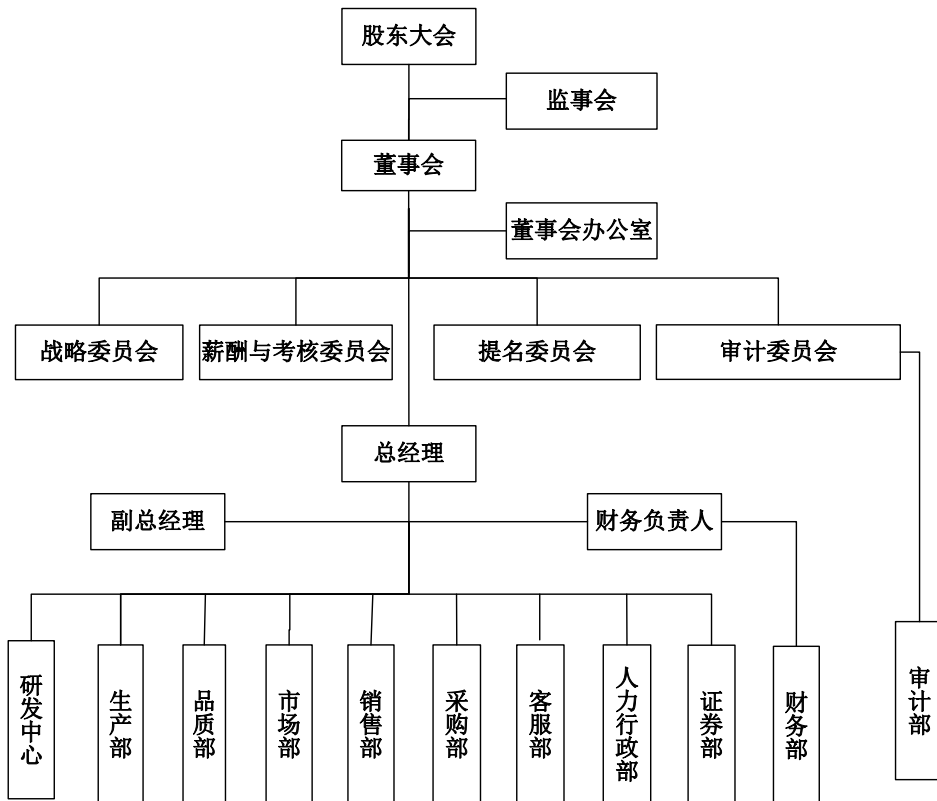 股东大会
监事会
董事会
董事会办公室
战略委员会
薪酬与考核委员会
提名委员会
审计委员会
总经理
副总经理
财务负责人
研发中心
生产部
品质部
市场部
销售部
采购部
客服部
人力行政部
证券部
财务部
审计部